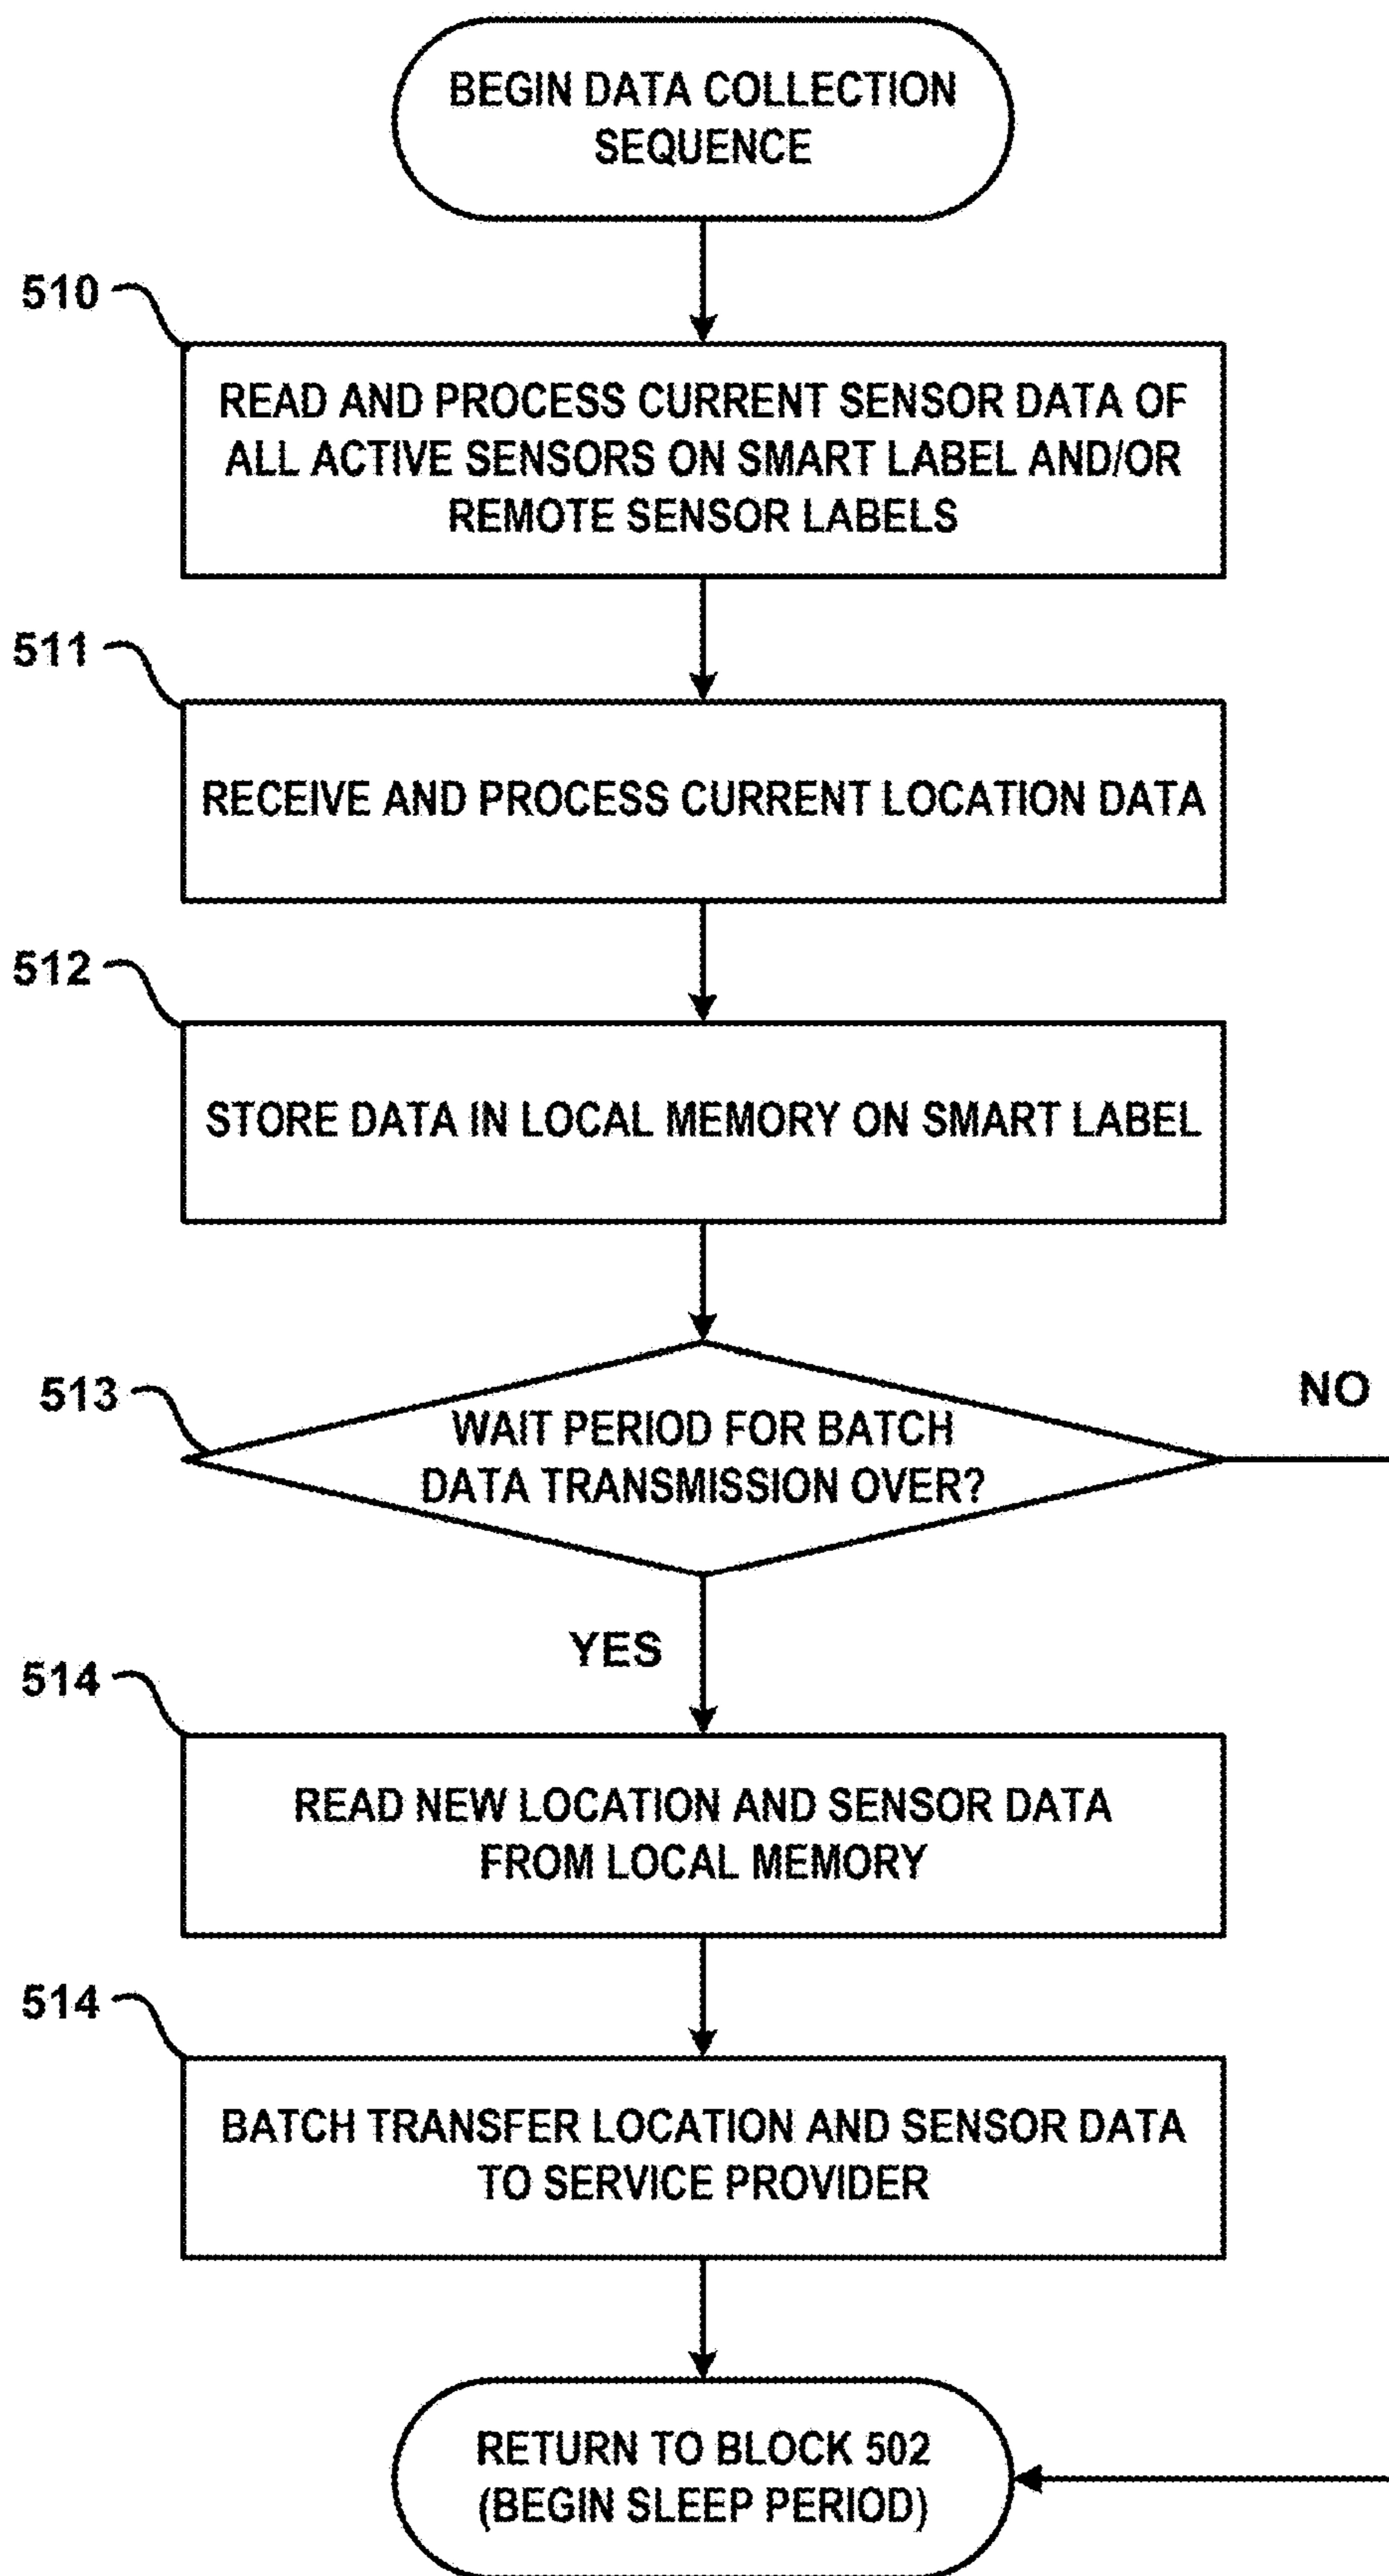 BEGIN DATA COLLECTION
SEQUENCE
510
READ AND PROCESS CURRENT SENSOR DATA OF
ALL ACTIVE SENSORS ON SMART LABEL AND/OR
REMOTE SENSOR LABELS
511
RECEIVE AND PROCESS CURRENT LOCATION DATA
512
STORE DATA IN LOCAL MEMORY ON SMART LABEL
513
WAIT PERIOD FOR BATCH
DATA TRANSMISSION OVER?
NO
YES
514
READ NEW LOCATION AND SENSOR DATA
FROM LOCAL MEMORY
514
BATCH TRANSFER LOCATION AND SENSOR DATA
TO SERVICE PROVIDER
RETURN TO BLOCK 502
(BEGIN SLEEP PERIOD)